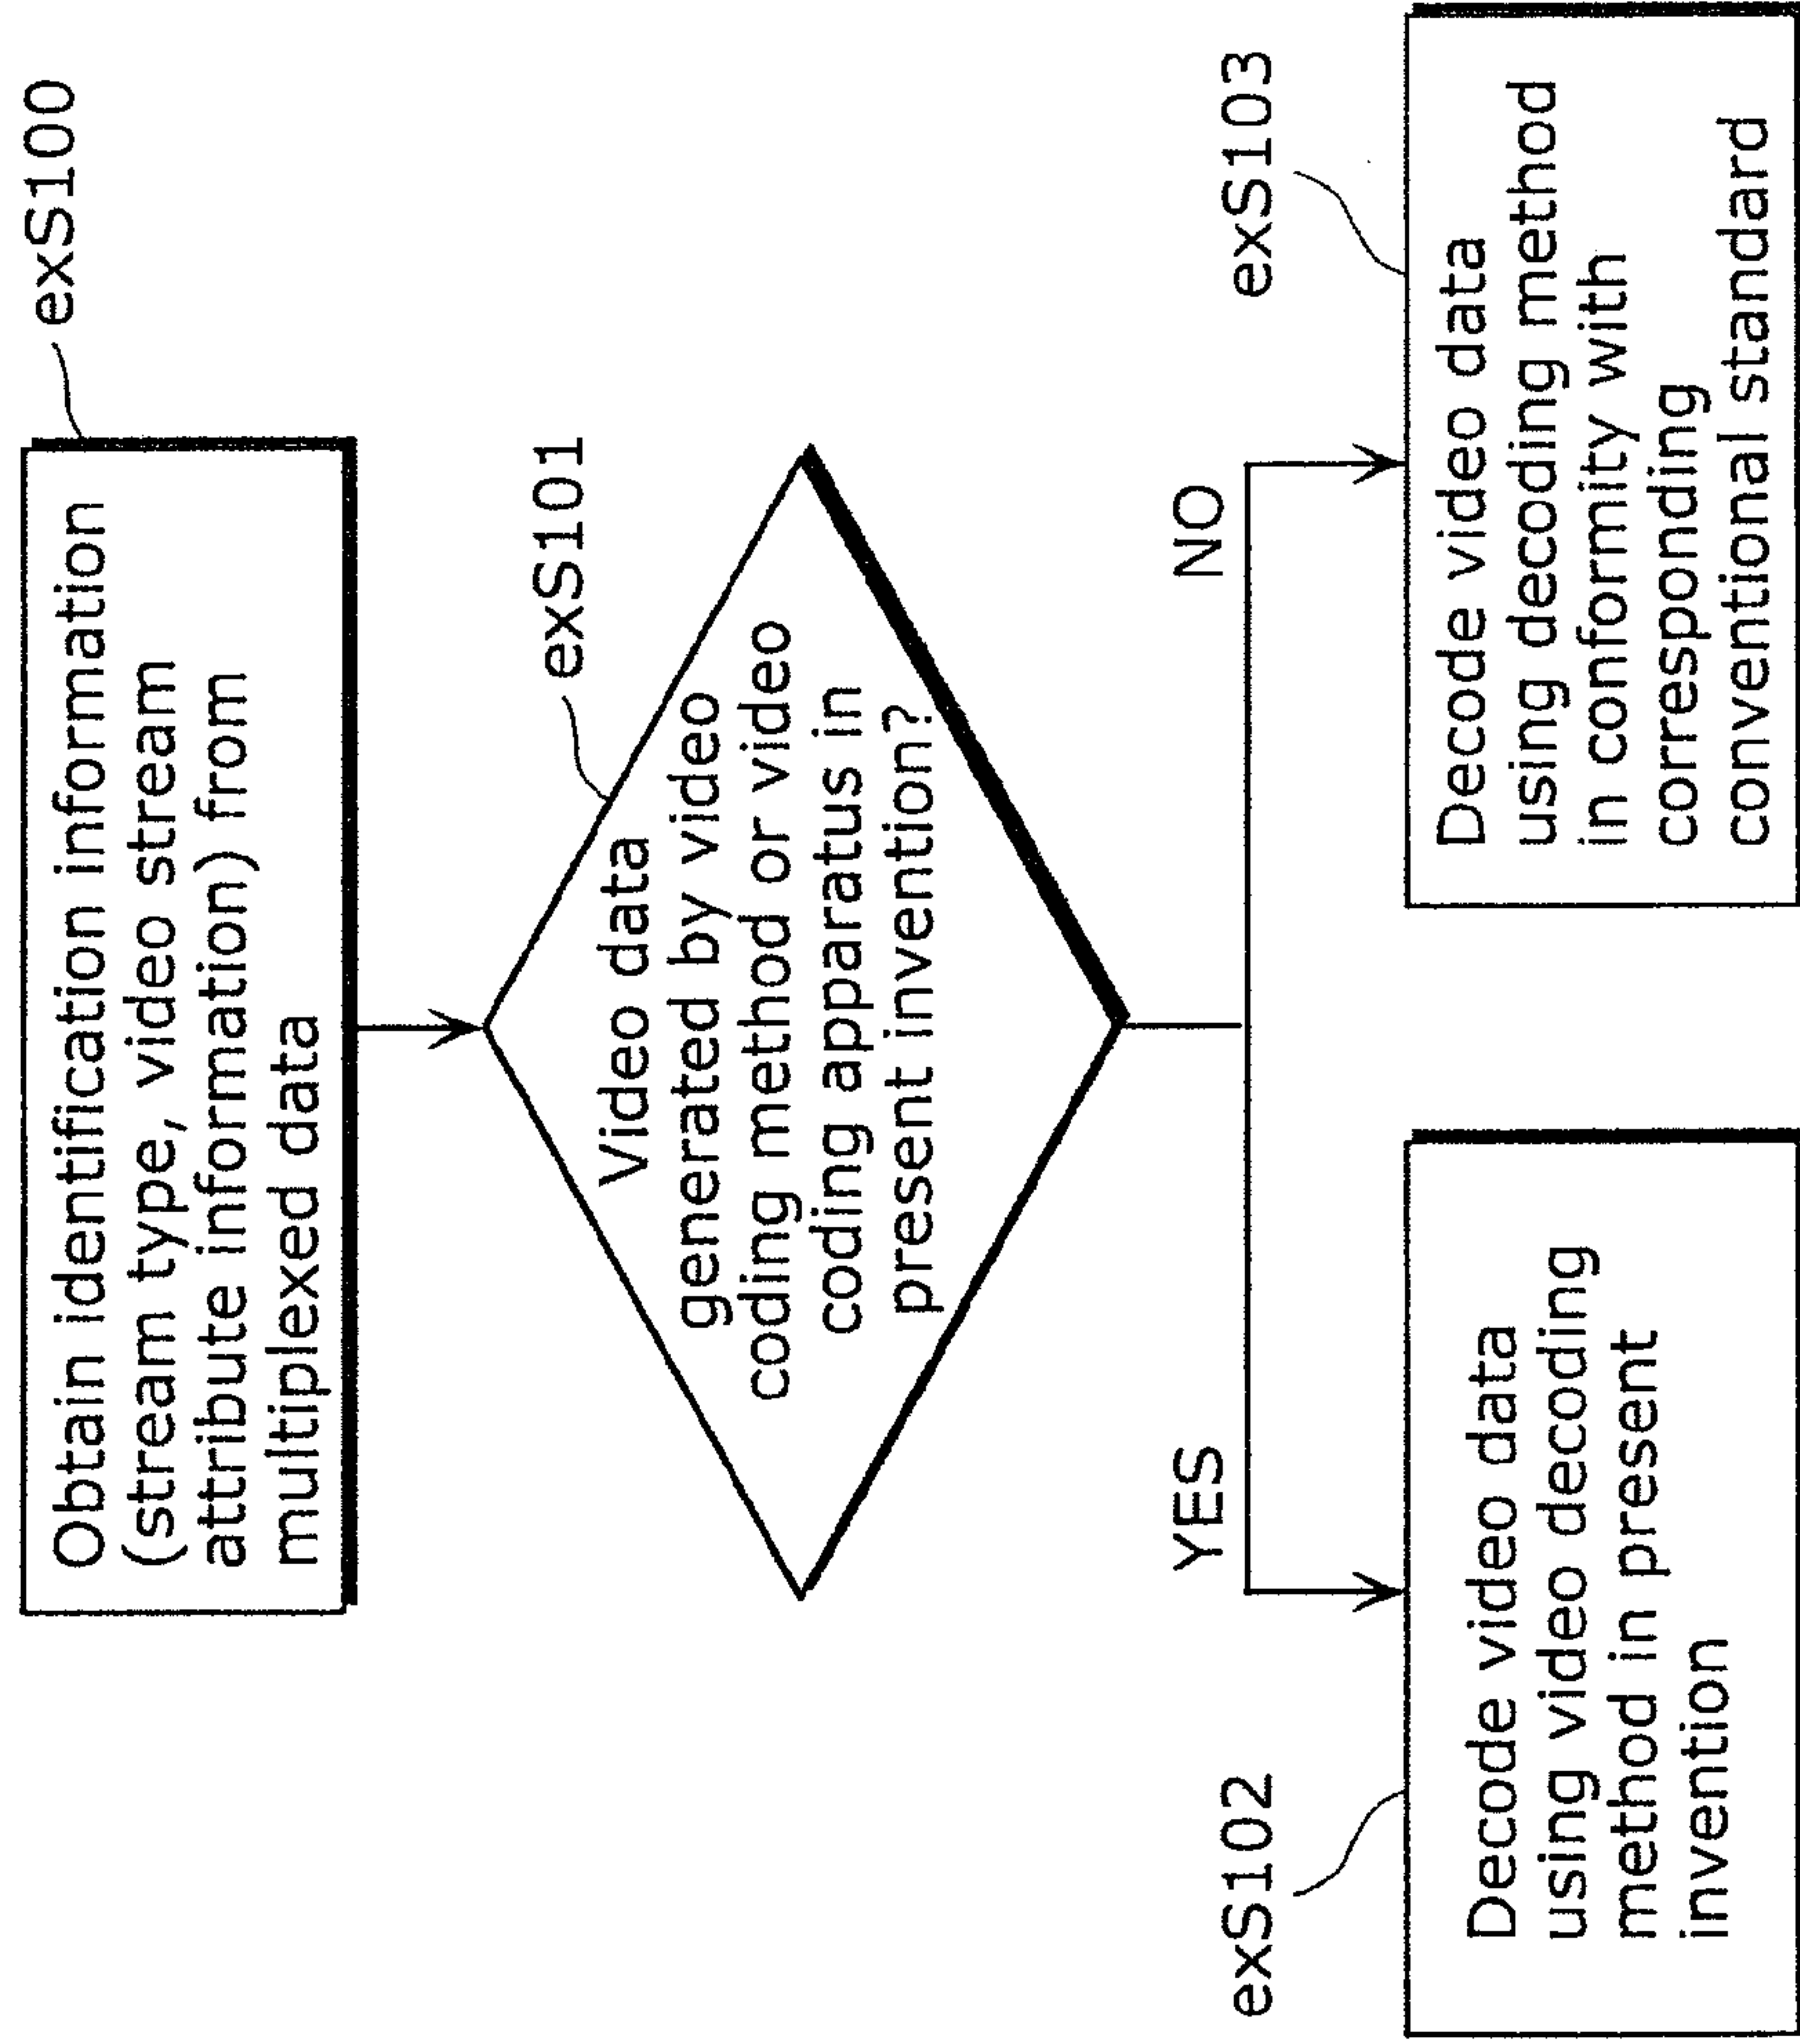 exS100
Obtain identification information
(stream type, video stream
attribute information) from
multiplexed data
exS101
Video data
generated by video
coding method or video
coding apparatus in
present invention?
YES
NO
exS102
Decode video data
using video decoding
method in present
invention
exS103
Decode video data
using decoding method
in conformity with
corresponding
conventional standard